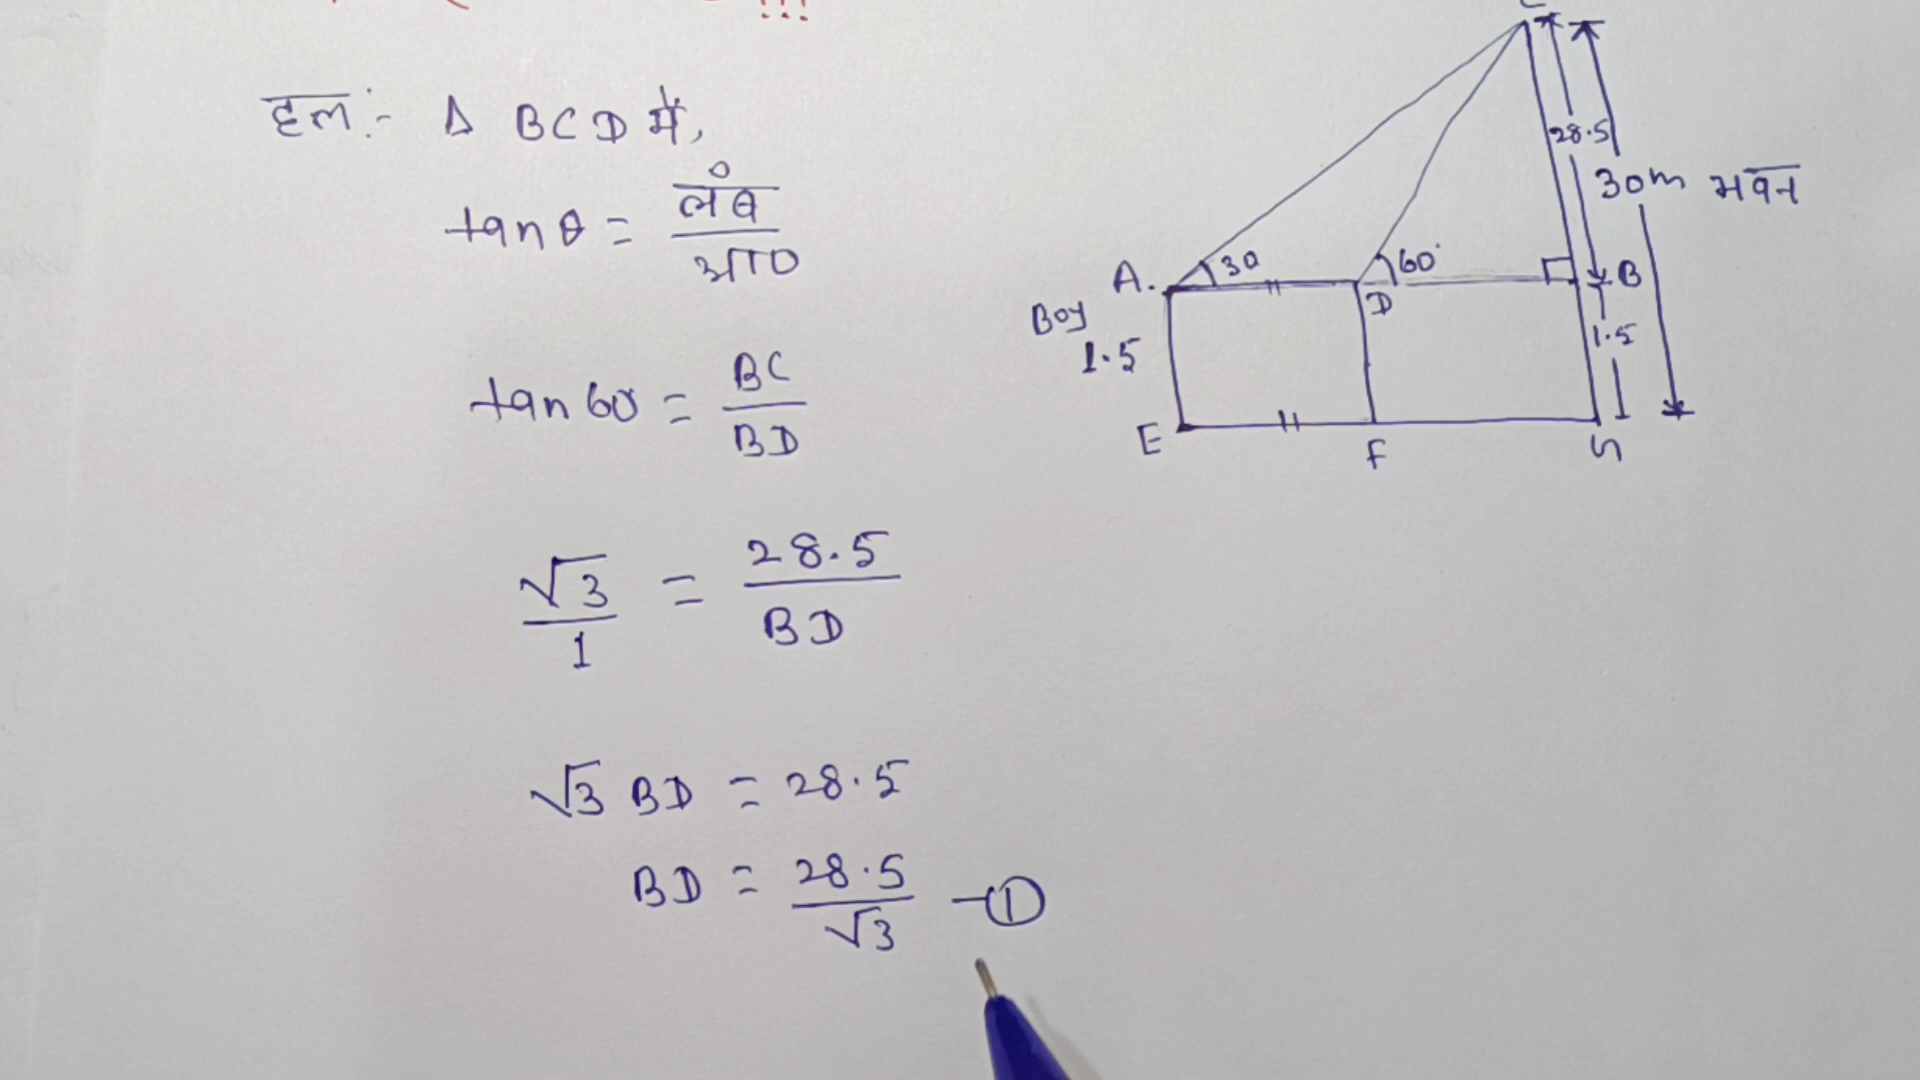 !!!
हल:- Δ BCD में,
tan θ = लंब / आ0
tan 60° = BC / BD
√3 / 1 = 28.5 / BD
√3 BD = 28.5
BD = 28.5 / √3 — ①
28.5
30m भवन
A. 30 60° B
D
Boy
1.5
1.5
E F G